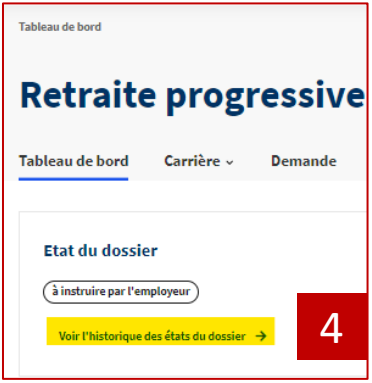 Tableau de bord
Retraite progressive
Tableau de bord Carrière Demande
Etat du dossier
à instruire par l'employeur
Voir l'historique des états du dossier →
4